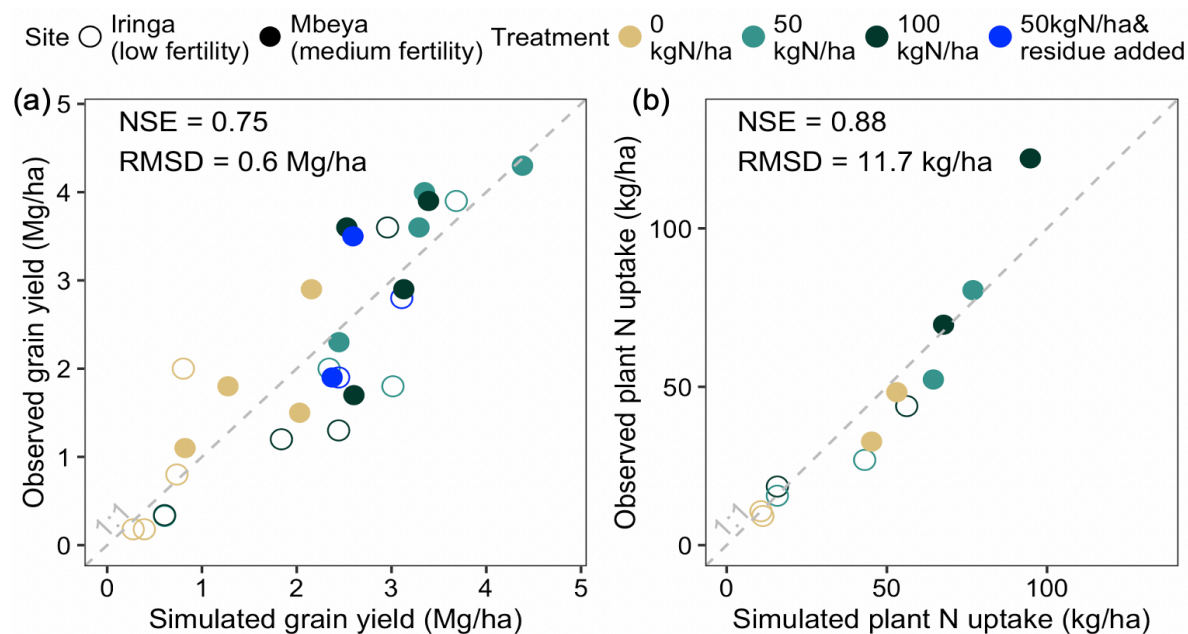 Site Iringa (low fertility) Mbeya (medium fertility) Treatment 0 kgN/ha 50 kgN/ha 100 kgN/ha 50kgN/ha& residue added
(a)
NSE = 0.75
RMSD = 0.6 Mg/ha
Observed grain yield (Mg/ha)
5
4
3
2
1
0
1:1
0 1 2 3 4 5
Simulated grain yield (Mg/ha)
(b)
NSE = 0.88
RMSD = 11.7 kg/ha
Observed plant N uptake (kg/ha)
100
50
0
1:1
0 50 100
Simulated plant N uptake (kg/ha)